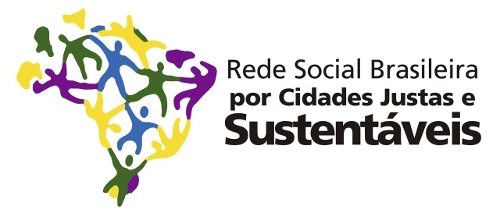 Rede Social Brasileira
por Cidades Justas e
Sustentáveis